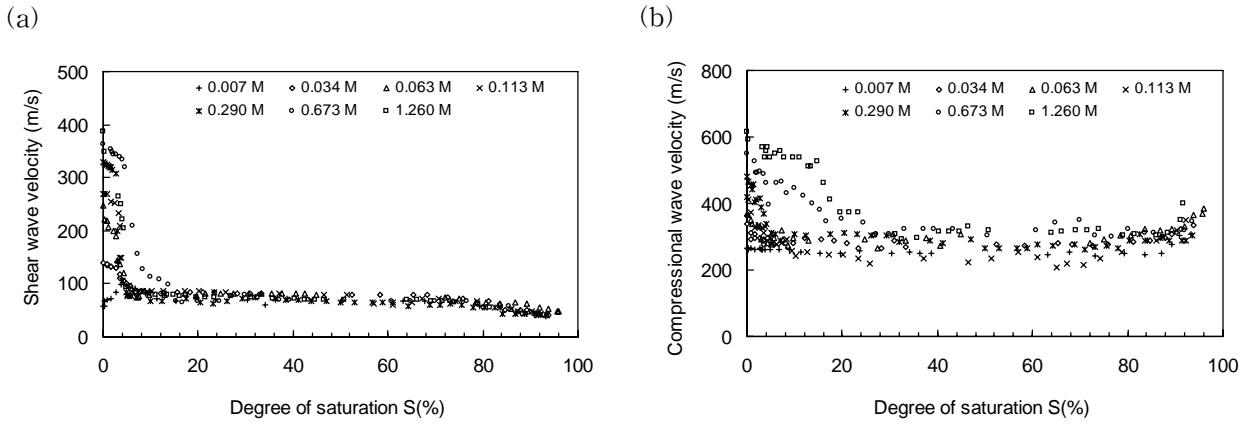 (a)
(b)
500
400
300
200
100
0
Shear wave velocity (m/s)
+ 0.007 M ◇ 0.034 M △ 0.063 M × 0.113 M
ж 0.290 M ○ 0.673 M □ 1.260 M
0 20 40 60 80 100
Degree of saturation S(%)
800
600
400
200
0
Compressional wave velocity (m/s)
+ 0.007 M ◇ 0.034 M △ 0.063 M × 0.113 M
ж 0.290 M ○ 0.673 M □ 1.260 M
0 20 40 60 80 100
Degree of saturation S(%)